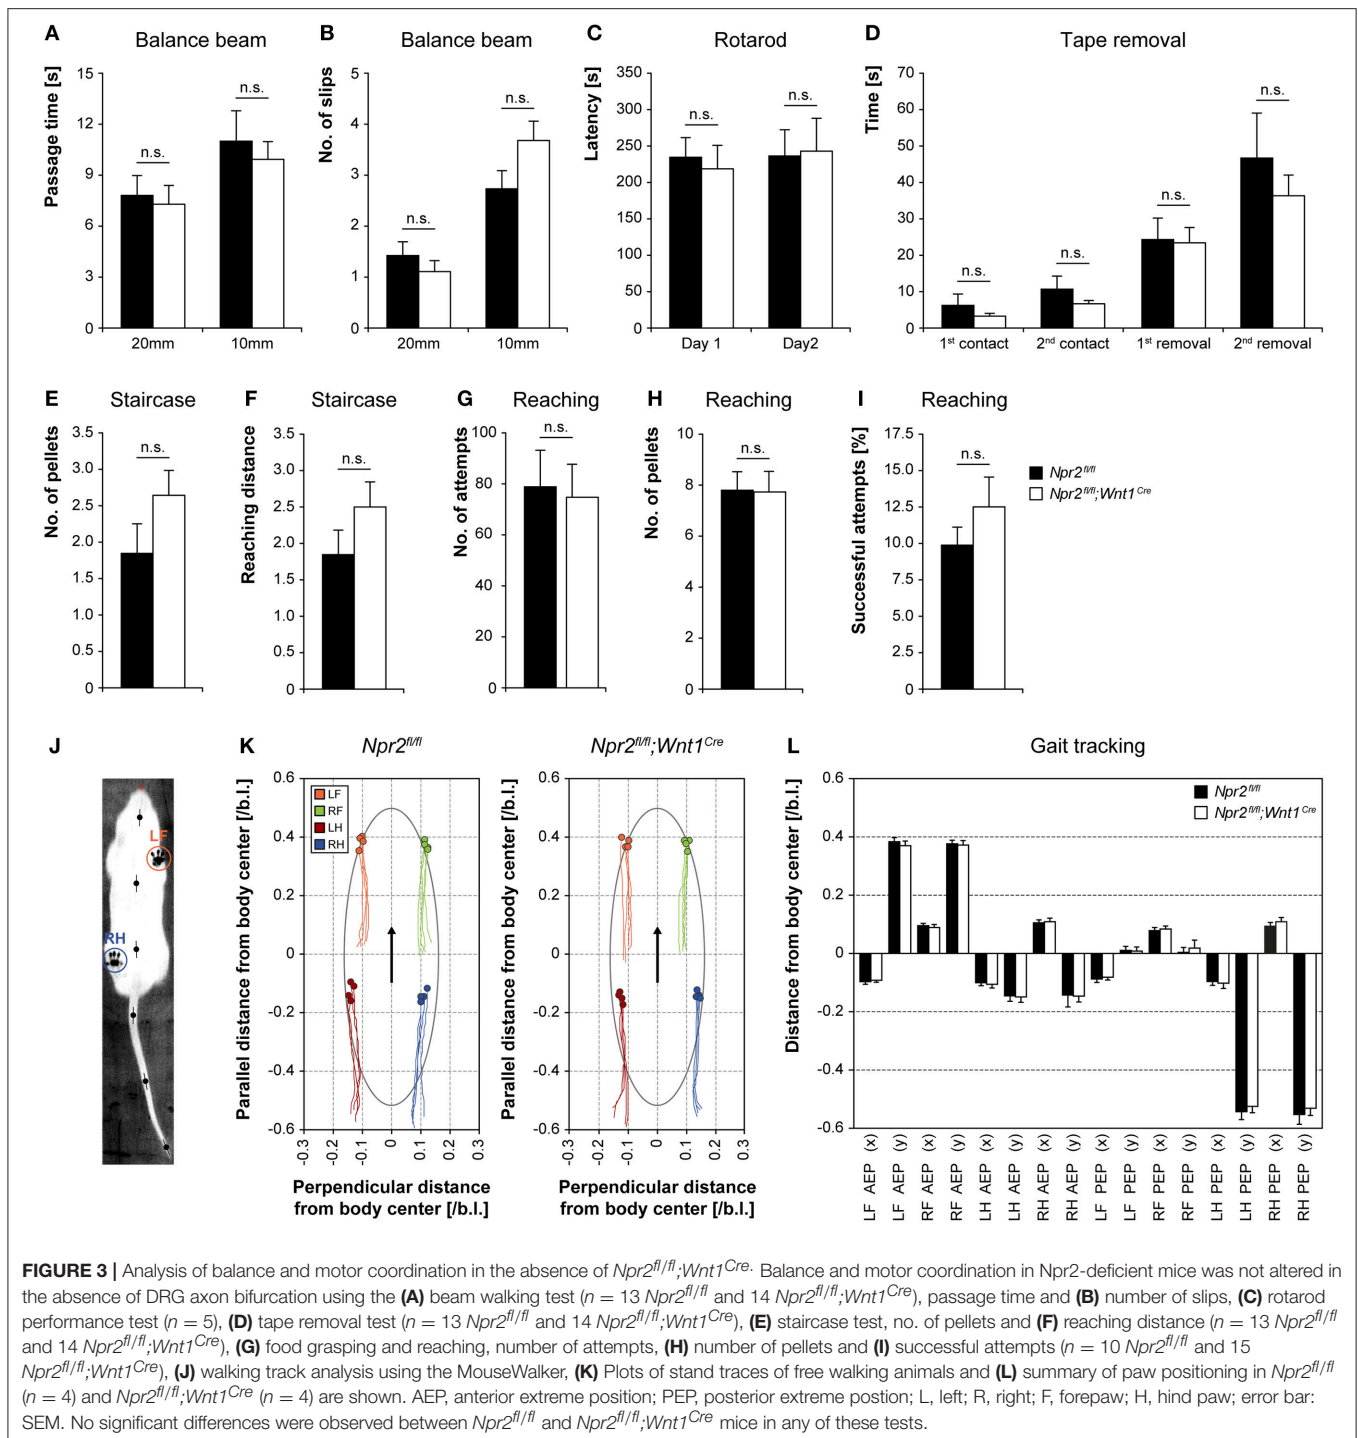 A Balance beam
Passage time [s]
15
12
9
6
3
0
n.s.
n.s.
20mm 10mm
B Balance beam
No. of slips
5
4
3
2
1
0
n.s.
n.s.
20mm 10mm
C Rotarod
Latency [s]
350
300
250
200
150
100
50
0
n.s.
n.s.
Day 1 Day2
D Tape removal
Time [s]
70
60
50
40
30
20
10
0
n.s.
n.s.
n.s.
n.s.
1st contact 2nd contact 1st removal 2nd removal
E Staircase
No. of pellets
3.5
3.0
2.5
2.0
1.5
1.0
0.5
0
n.s.
F Staircase
Reaching distance
3.5
3.0
2.5
2.0
1.5
1.0
0.5
0
n.s.
G Reaching
No. of attempts
100
80
60
40
20
0
n.s.
H Reaching
No. of pellets
10
8
6
4
2
0
n.s.
I Reaching
Successful attempts [%]
17.5
15.0
12.5
10.0
7.5
5.0
2.5
0
n.s.
Npr2fl/fl
Npr2fl/fl;Wnt1Cre
J
LF
RH
K Npr2fl/fl
Parallel distance from body center [/b.l.]
0.6
0.4
0.2
0
-0.2
-0.4
-0.6
LF
RF
LH
RH
0.3 0.2 0.1 0 0.1 0.2 0.3
Perpendicular distance
from body center [/b.l.]
Npr2fl/fl;Wnt1Cre
Parallel distance from body center [/b.l.]
0.6
0.4
0.2
0
-0.2
-0.4
-0.6
0.3 0.2 0.1 0 0.1 0.2 0.3
Perpendicular distance
from body center [/b.l.]
L Gait tracking
Distance from body center [/b.l.]
0.6
0.4
0.2
0
-0.2
-0.4
-0.6
Npr2fl/fl
Npr2fl/fl;Wnt1Cre
LF AEP (x)
LF AEP (y)
RF AEP (x)
RF AEP (y)
LH AEP (x)
LH AEP (y)
RH AEP (x)
RH AEP (y)
LF PEP (x)
LF PEP (y)
RF PEP (x)
RF PEP (y)
LH PEP (x)
LH PEP (y)
RH PEP (x)
RH PEP (y)
FIGURE 3 | Analysis of balance and motor coordination in the absence of Npr2fl/fl;Wnt1Cre. Balance and motor coordination in Npr2-deficient mice was not altered in
the absence of DRG axon bifurcation using the (A) beam walking test (n = 13 Npr2fl/fl and 14 Npr2fl/fl;Wnt1Cre), passage time and (B) number of slips, (C) rotarod
performance test (n = 5), (D) tape removal test (n = 13 Npr2fl/fl and 14 Npr2fl/fl;Wnt1Cre), (E) staircase test, no. of pellets and (F) reaching distance (n = 13 Npr2fl/fl
and 14 Npr2fl/fl;Wnt1Cre), (G) food grasping and reaching, number of attempts, (H) number of pellets and (I) successful attempts (n = 10 Npr2fl/fl and 15
Npr2fl/fl;Wnt1Cre), (J) walking track analysis using the MouseWalker, (K) Plots of stand traces of free walking animals and (L) summary of paw positioning in Npr2fl/fl
(n = 4) and Npr2fl/fl;Wnt1Cre (n = 4) are shown. AEP, anterior extreme position; PEP, posterior extreme postion; L, left; R, right; F, forepaw; H, hind paw; error bar:
SEM. No significant differences were observed between Npr2fl/fl and Npr2fl/fl;Wnt1Cre mice in any of these tests.